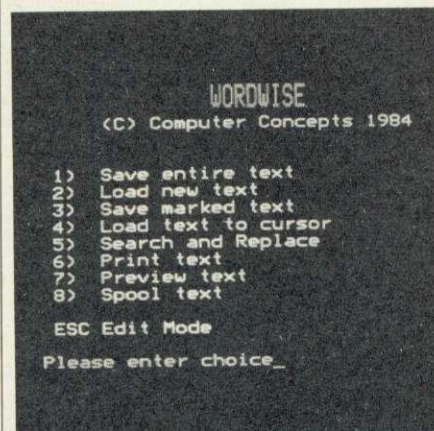 WORDWISE
(C) Computer Concepts 1984
1) Save entire text
2) Load new text
3) Save marked text
4) Load text to cursor
5) Search and Replace
6) Print text
7) Preview text
8) Spool text
ESC Edit Mode
Please enter choice_